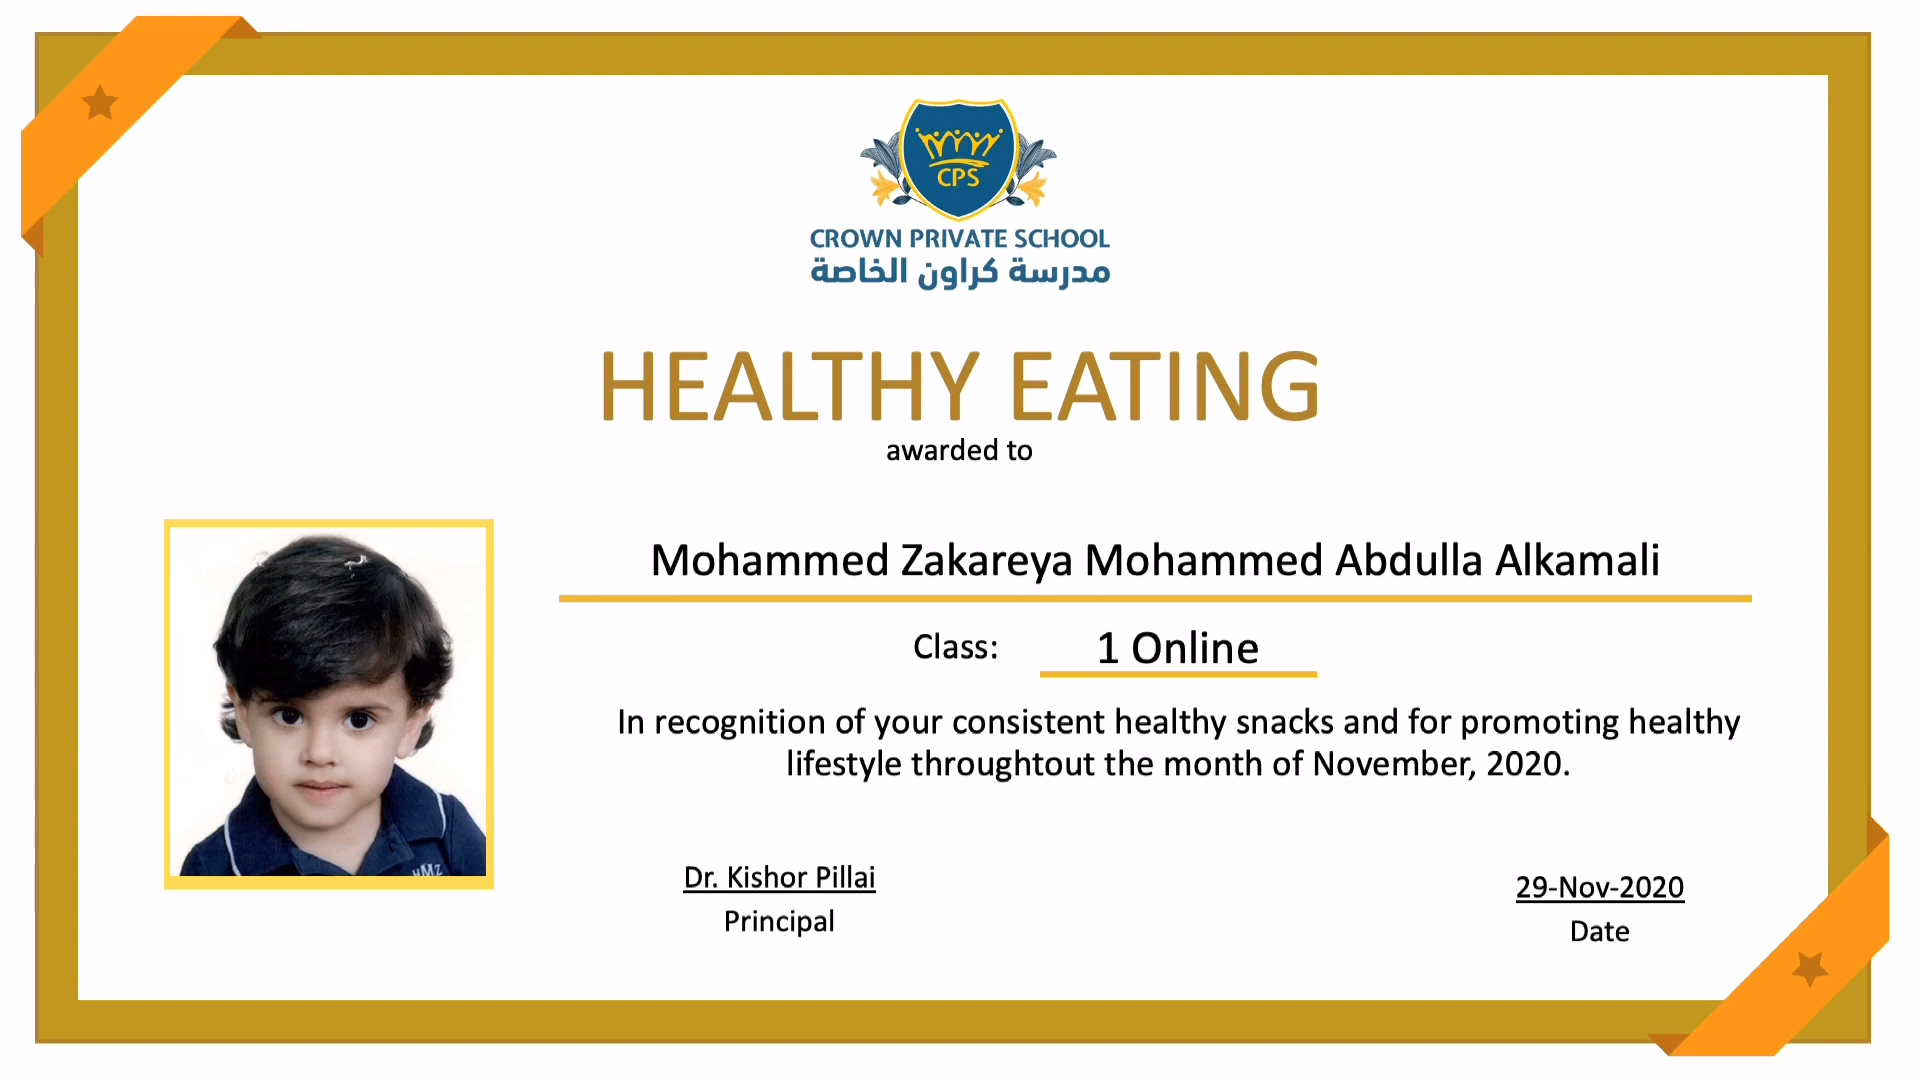 CPS
CROWN PRIVATE SCHOOL
مدرسة كراون الخاصة
HEALTHY EATING
awarded to
Mohammed Zakareya Mohammed Abdulla Alkamali
Class: 1 Online
In recognition of your consistent healthy snacks and for promoting healthy
lifestyle throughtout the month of November, 2020.
HMZ
Dr. Kishor Pillai
Principal
29-Nov-2020
Date